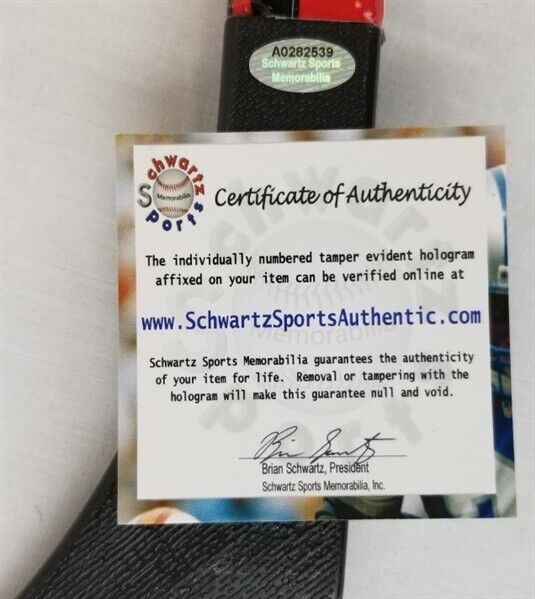 A0282539
Schwartz Sports
Memorabilia
Schwartz
Memorabilia
Sports
Certificate of Authenticity
The individually numbered tamper evident hologram
affixed on your item can be verified online at
www.SchwartzSportsAuthentic.com
Schwartz Sports Memorabilia guarantees the authenticity
of your item for life. Removal or tampering with the
hologram will make this guarantee null and void.
Brian Schwartz, President
Schwartz Sports Memorabilia, Inc.